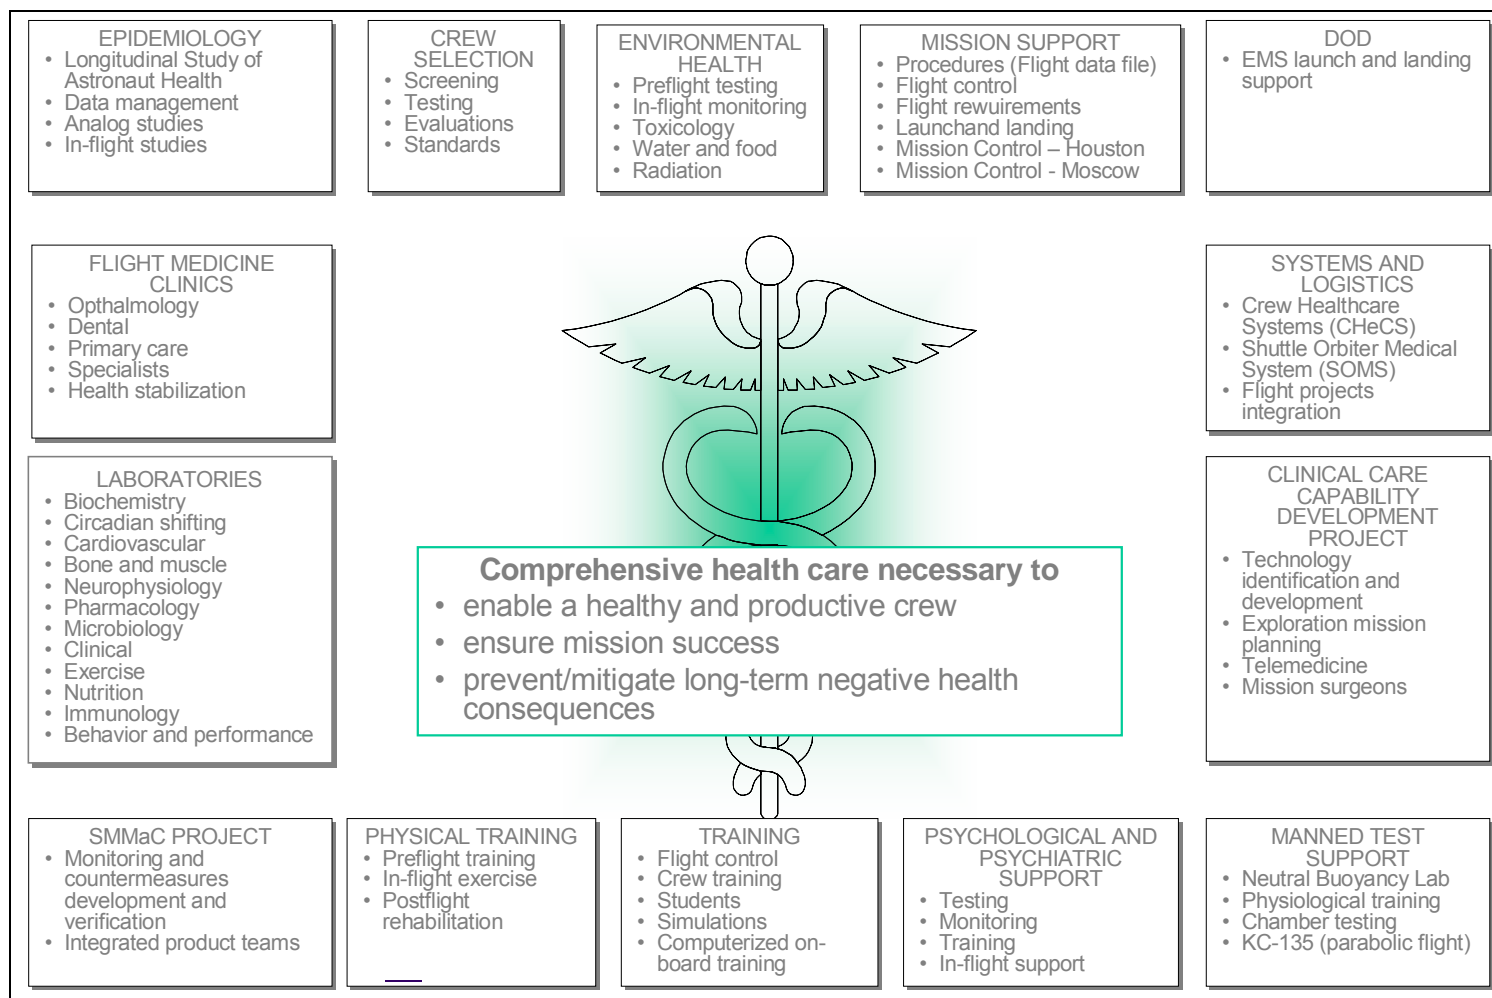 EPIDEMIOLOGY
• Longitudinal Study of
Astronaut Health
• Data management
• Analog studies
• In-flight studies
CREW
SELECTION
• Screening
• Testing
• Evaluations
• Standards
ENVIRONMENTAL
HEALTH
• Preflight testing
• In-flight monitoring
• Toxicology
• Water and food
• Radiation
MISSION SUPPORT
• Procedures (Flight data file)
• Flight control
• Flight rewuirements
• Launchand landing
• Mission Control – Houston
• Mission Control - Moscow
DOD
• EMS launch and landing
support
FLIGHT MEDICINE
CLINICS
• Opthalmology
• Dental
• Primary care
• Specialists
• Health stabilization
SYSTEMS AND
LOGISTICS
• Crew Healthcare
Systems (CHeCS)
• Shuttle Orbiter Medical
System (SOMS)
• Flight projects
integration
LABORATORIES
• Biochemistry
• Circadian shifting
• Cardiovascular
• Bone and muscle
• Neurophysiology
• Pharmacology
• Microbiology
• Clinical
• Exercise
• Nutrition
• Immunology
• Behavior and performance
Comprehensive health care necessary to
• enable a healthy and productive crew
• ensure mission success
• prevent/mitigate long-term negative health
consequences
CLINICAL CARE
CAPABILITY
DEVELOPMENT
PROJECT
• Technology
identification and
development
• Exploration mission
planning
• Telemedicine
• Mission surgeons
SMMaC PROJECT
• Monitoring and
countermeasures
development and
verification
• Integrated product teams
PHYSICAL TRAINING
• Preflight training
• In-flight exercise
• Postflight
rehabilitation
TRAINING
• Flight control
• Crew training
• Students
• Simulations
• Computerized on-
board training
PSYCHOLOGICAL AND
PSYCHIATRIC
SUPPORT
• Testing
• Monitoring
• Training
• In-flight support
MANNED TEST
SUPPORT
• Neutral Buoyancy Lab
• Physiological training
• Chamber testing
• KC-135 (parabolic flight)